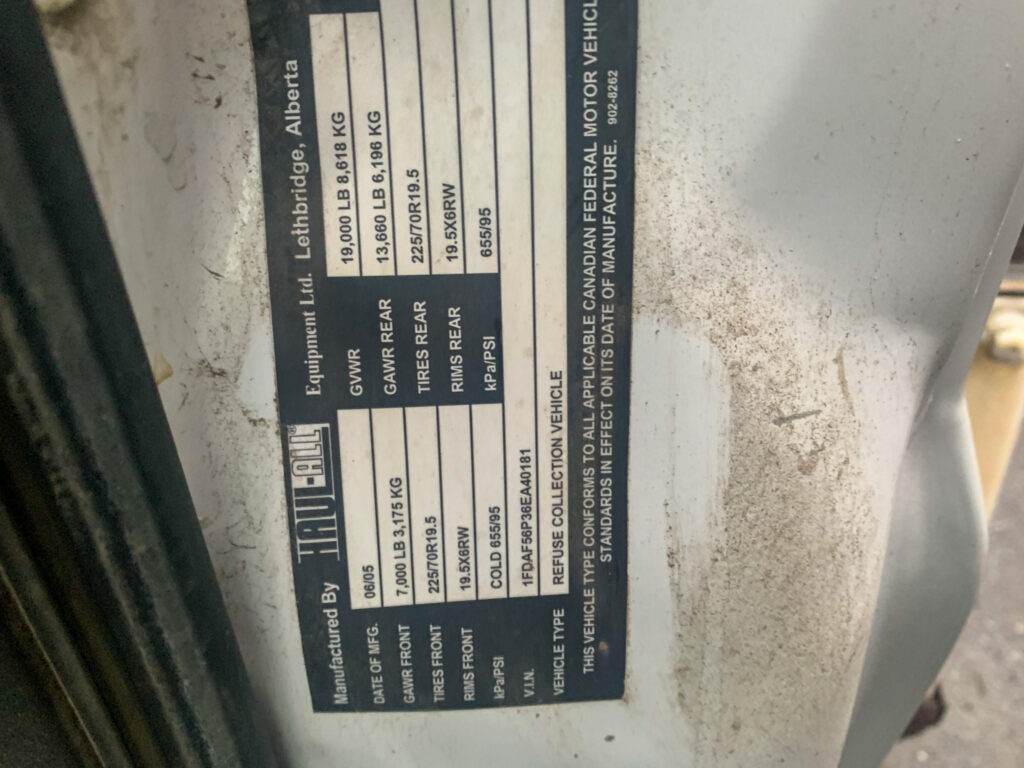 Manufactured By HAUL-ALL® Equipment Ltd. Lethbridge, Alberta
DATE OF MFG. 06/05 GVWR 19,000 LB 8,618 KG
GAWR FRONT 7,000 LB 3,175 KG GAWR REAR 13,660 LB 6,196 KG
TIRES FRONT 225/70R19.5 TIRES REAR 225/70R19.5
RIMS FRONT 19.5X6RW RIMS REAR 19.5X6RW
kPa/PSI COLD 655/95 kPa/PSI 655/95
V.I.N. 1FDAF56P36EA40181
VEHICLE TYPE REFUSE COLLECTION VEHICLE
THIS VEHICLE TYPE CONFORMS TO ALL APPLICABLE CANADIAN FEDERAL MOTOR VEHICL
STANDARDS IN EFFECT ON ITS DATE OF MANUFACTURE. 902-8262